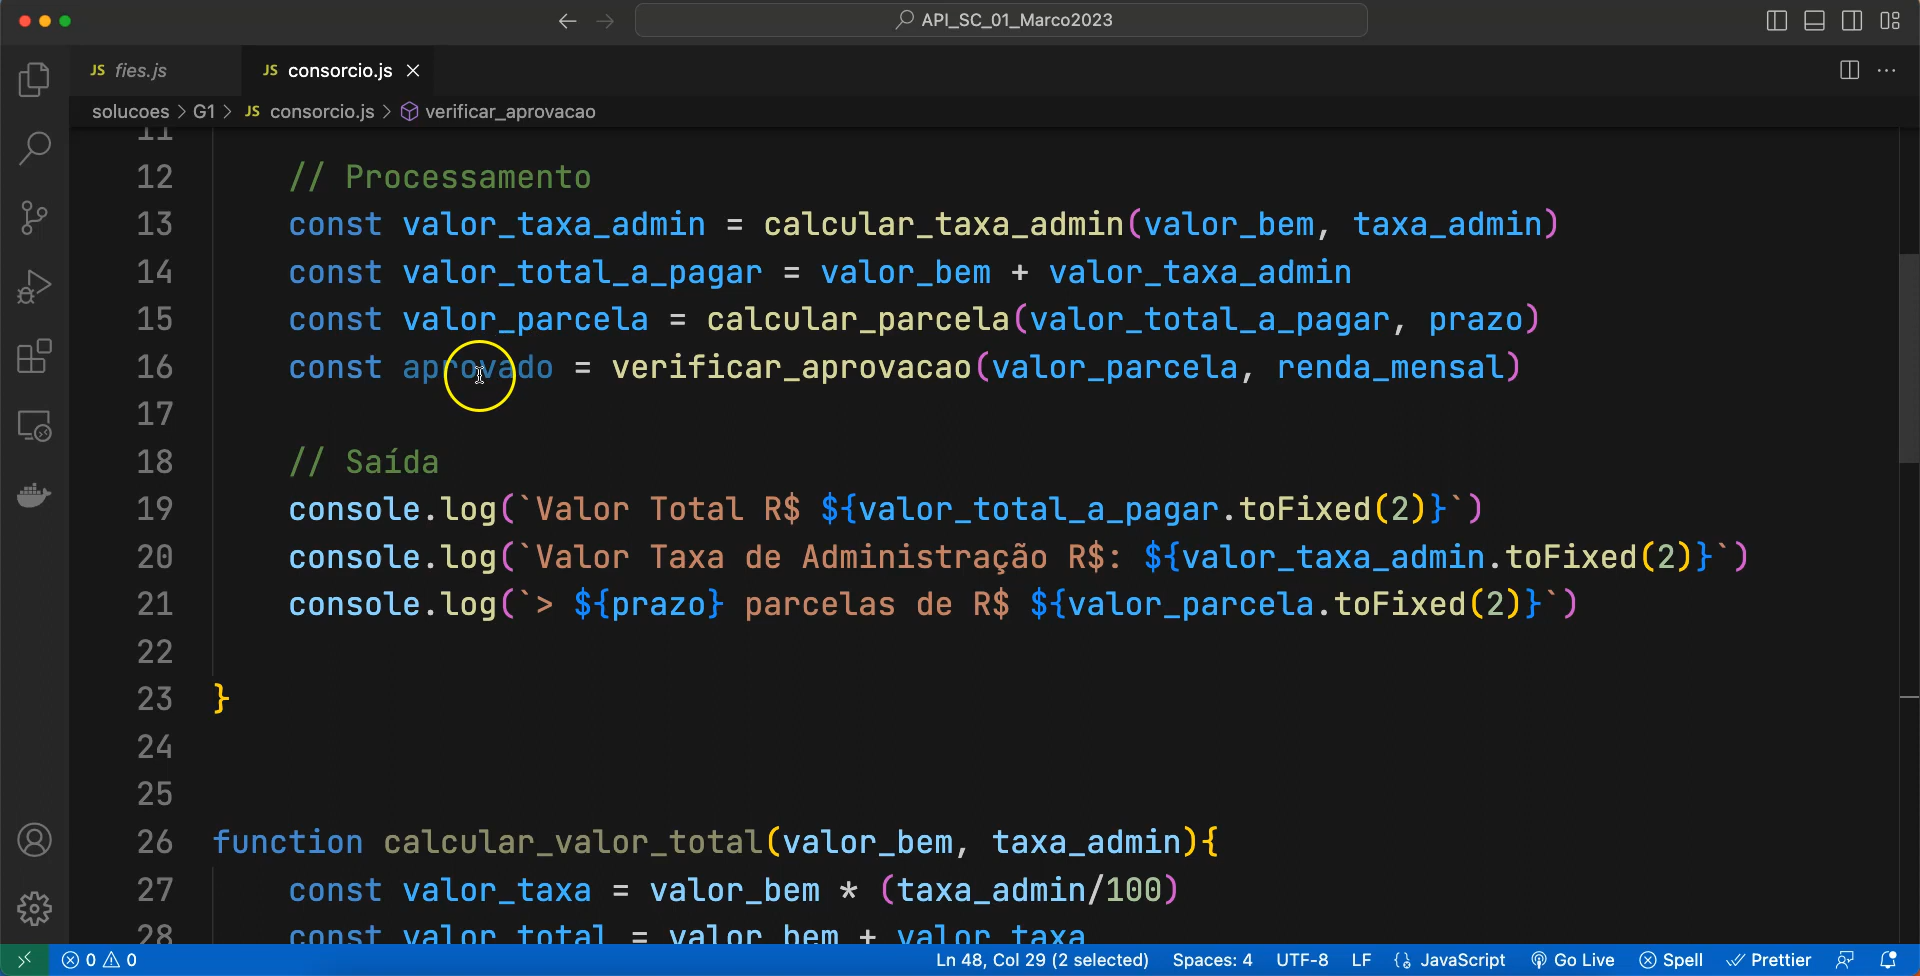 API_SC_01_Marco2023
JS fies.js
JS consorcio.js
solucoes > G1 > JS consorcio.js > verificar_aprovacao
11
12 // Processamento
13 const valor_taxa_admin = calcular_taxa_admin(valor_bem, taxa_admin)
14 const valor_total_a_pagar = valor_bem + valor_taxa_admin
15 const valor_parcela = calcular_parcela(valor_total_a_pagar, prazo)
16 const aprovado = verificar_aprovacao(valor_parcela, renda_mensal)
17
18 // Saída
19 console.log(`Valor Total R$ ${valor_total_a_pagar.toFixed(2)}`)
20 console.log(`Valor Taxa de Administração R$: ${valor_taxa_admin.toFixed(2)}`)
21 console.log(`> ${prazo} parcelas de R$ ${valor_parcela.toFixed(2)}`)
22
23 }
24
25
26 function calcular_valor_total(valor_bem, taxa_admin){
27 const valor_taxa = valor_bem * (taxa_admin/100)
28 const valor_total = valor_bem + valor_taxa
0 0 Ln 48, Col 29 (2 selected) Spaces: 4 UTF-8 LF JavaScript Go Live Spell Prettier